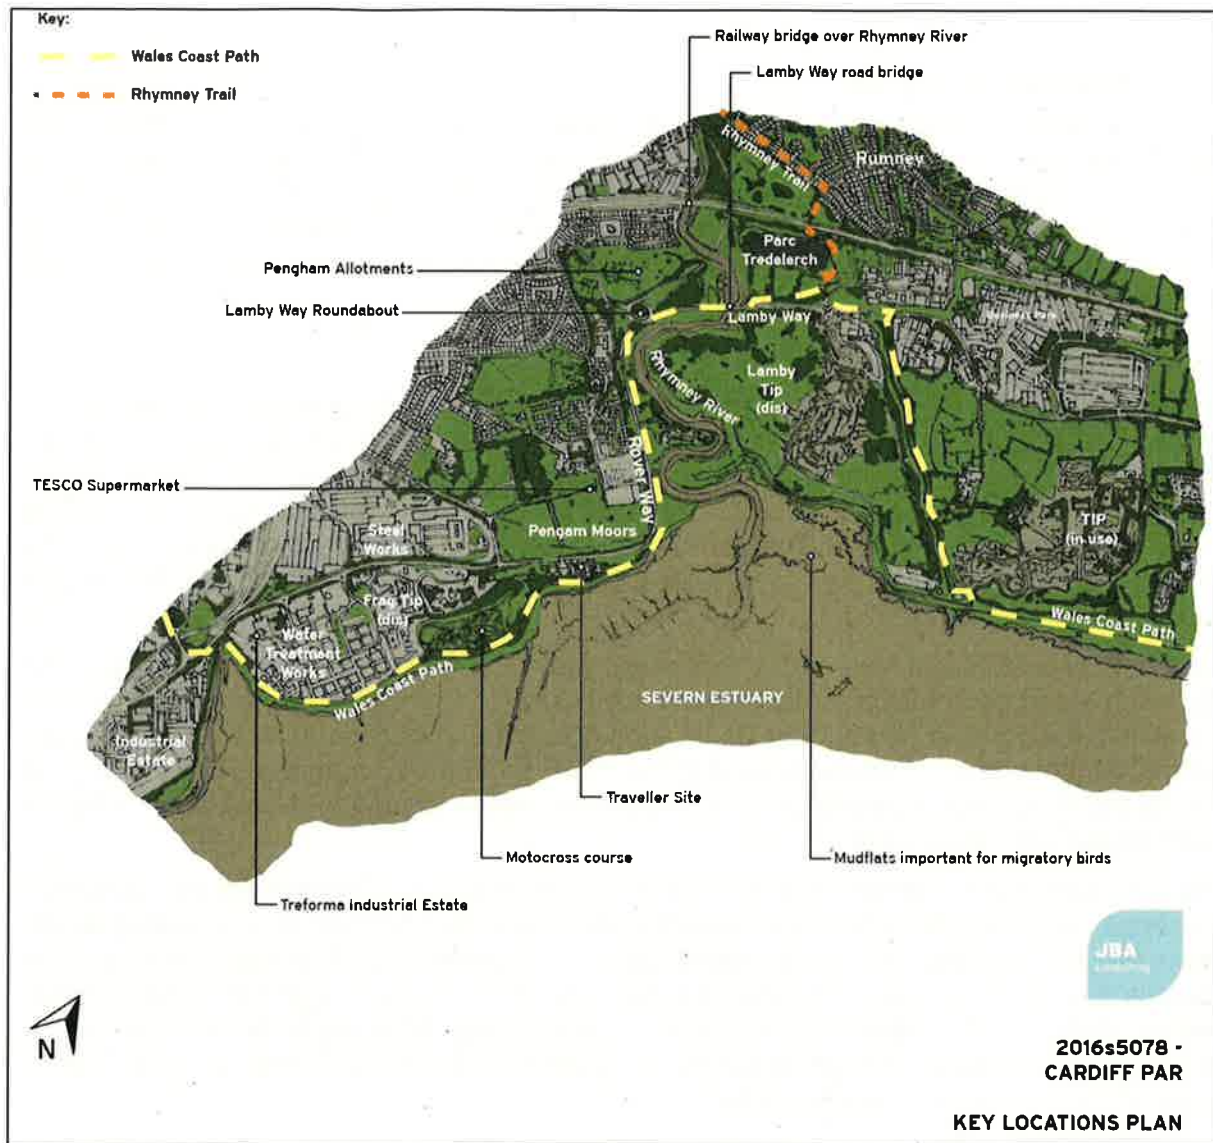 Key:
Wales Coast Path
Rhymney Trail
Railway bridge over Rhymney River
Lamby Way road bridge
Rhymney Trail
Rumney
Parc
Tredelerch
Pengham Allotments
Lamby Way Roundabout
Lamby Way
Business Park
Rhymney River
Lamby
Tip
(dis)
Rover Way
TESCO Supermarket
Pengam Moors
Steel
Works
TIP
(in use)
Frag Tip
(dis)
Water
Treatment
Works
Wales Coast Path
Wales Coast Path
SEVERN ESTUARY
Industrial
Estate
Traveller Site
Motocross course
Mudflats important for migratory birds
Treforma Industrial Estate
JBA
consulting
N
2016s5078 -
CARDIFF PAR
KEY LOCATIONS PLAN